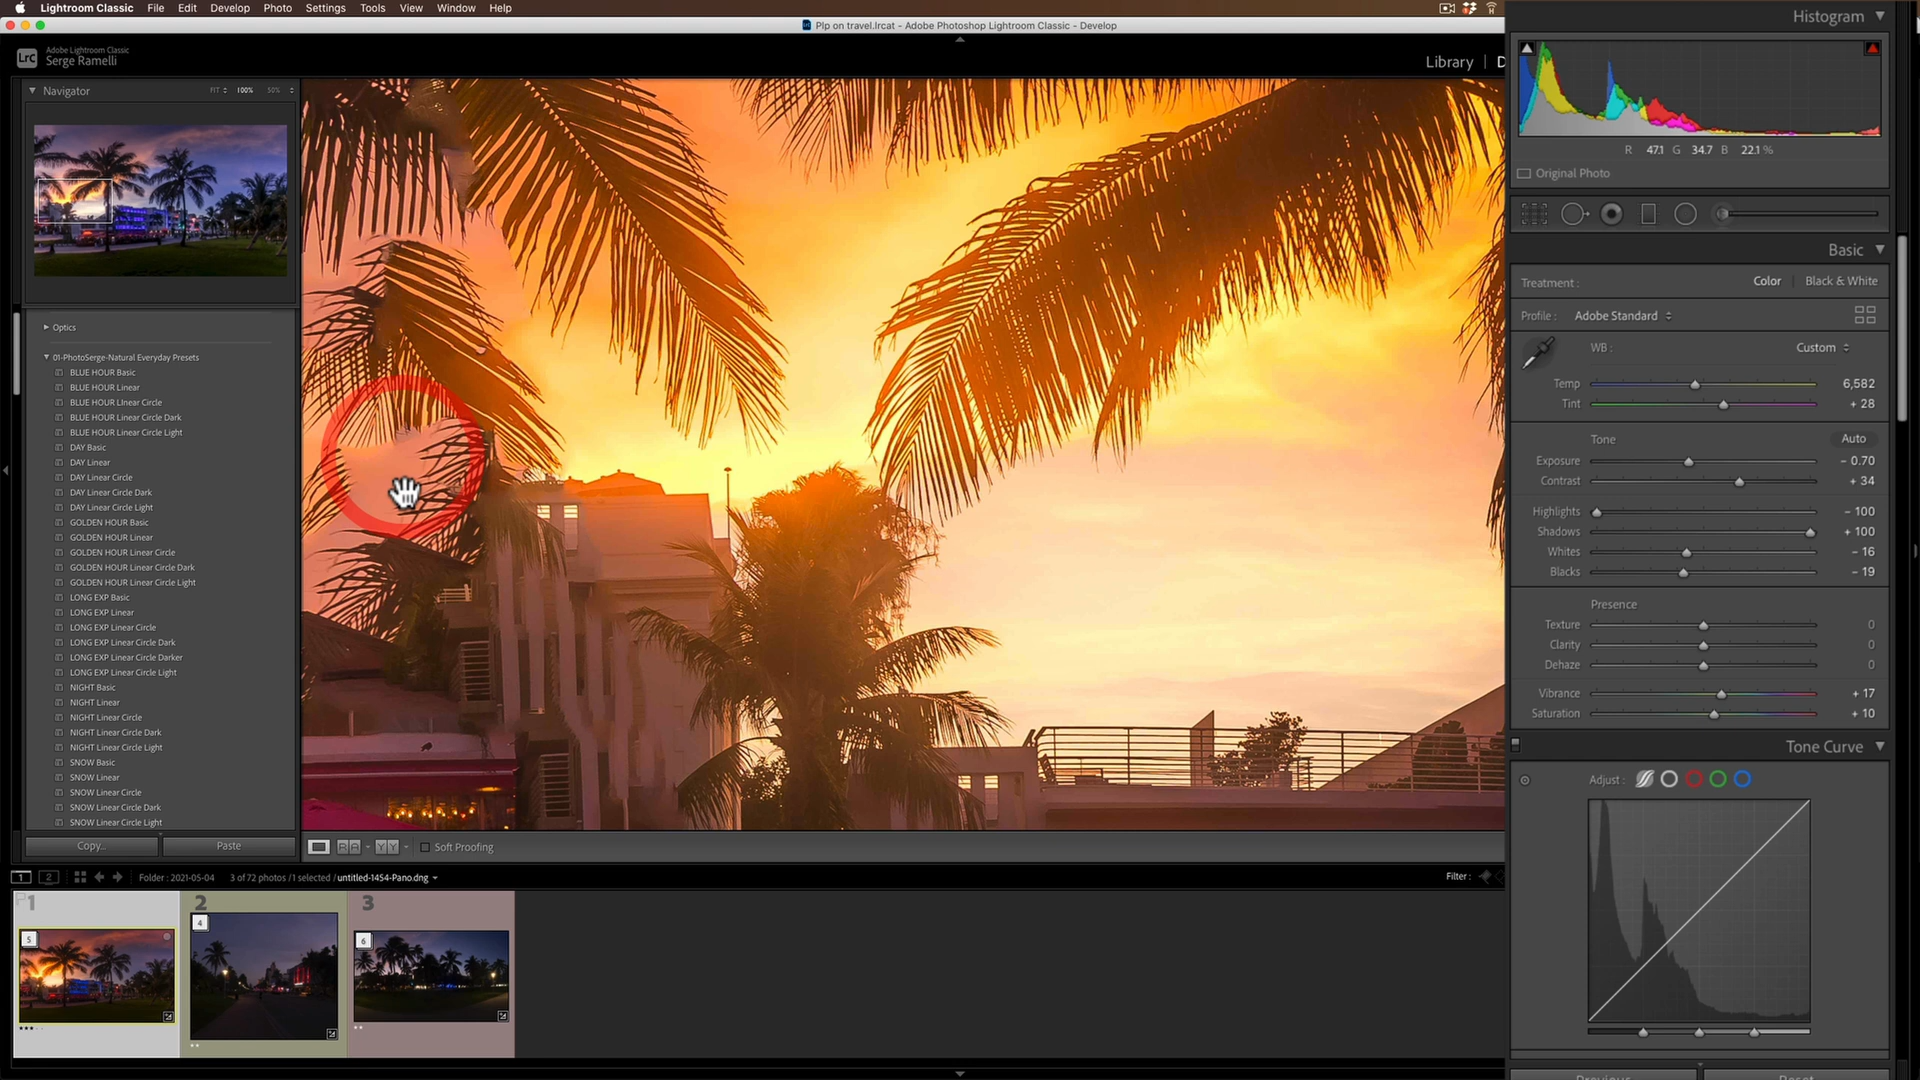 Lightroom Classic File Edit Develop Photo Settings Tools View Window Help
Plp on travel.lrcat - Adobe Photoshop Lightroom Classic - Develop
LrC
Adobe Lightroom Classic
Serge Ramelli
Library | D
Navigator FIT 100% 50%
Optics
01-PhotoSerge-Natural Everyday Presets
BLUE HOUR Basic
BLUE HOUR Linear
BLUE HOUR LInear Circle
BLUE HOUR Linear Circle Dark
BLUE HOUR Linear Circle Light
DAY Basic
DAY Linear
DAY Linear Circle
DAY Linear Circle Dark
DAY Linear Circle Light
GOLDEN HOUR Basic
GOLDEN HOUR Linear
GOLDEN HOUR Linear Circle
GOLDEN HOUR Linear Circle Dark
GOLDEN HOUR Linear Circle Light
LONG EXP Basic
LONG EXP Linear
LONG EXP Linear Circle
LONG EXP Linear Circle Dark
LONG EXP Linear Circle Darker
LONG EXP Linear Circle Light
NIGHT Basic
NIGHT Linear
NIGHT Linear Circle
NIGHT Linear Circle Dark
NIGHT Linear Circle Light
SNOW Basic
SNOW Linear
SNOW Linear Circle
SNOW Linear Circle Dark
SNOW Linear Circle Light
Copy... Paste
Soft Proofing
1 2 Folder : 2021-05-04 3 of 72 photos /1 selected / untitled-1454-Pano.dng
Filter :
1 2 3
5 4 6
Histogram
R 47.1 G 34.7 B 22.1 %
Original Photo
Basic
Treatment : Color | Black & White
Profile : Adobe Standard
WB : Custom
Temp 6,582
Tint + 28
Tone Auto
Exposure − 0.70
Contrast + 34
Highlights − 100
Shadows + 100
Whites − 16
Blacks − 19
Presence
Texture 0
Clarity 0
Dehaze 0
Vibrance + 17
Saturation + 10
Tone Curve
Adjust :
Previous Reset